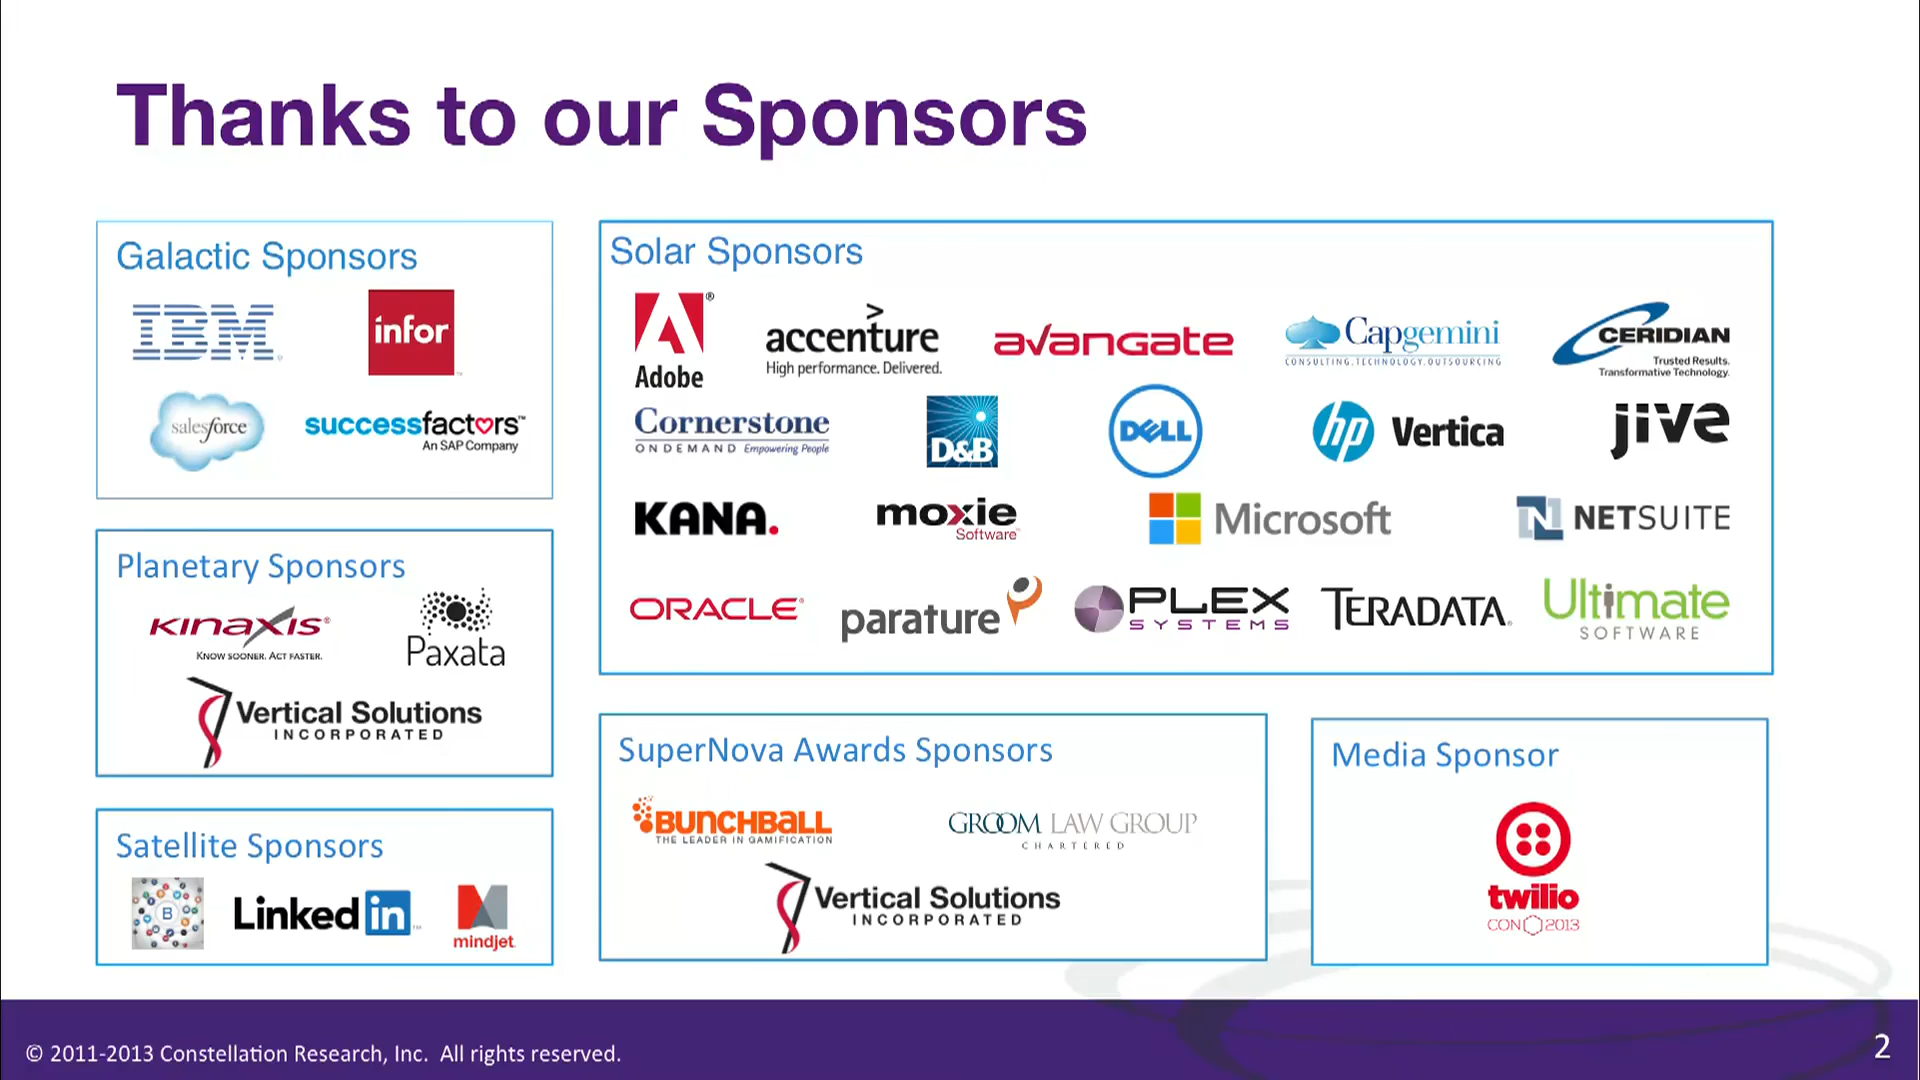 Thanks to our Sponsors
Galactic Sponsors
IBM
infor
salesforce
successfactors™
An SAP Company
Planetary Sponsors
KINAXIS®
KNOW SOONER. ACT FASTER.
Paxata
Vertical Solutions
INCORPORATED
Satellite Sponsors
B
Linked in
mindjet
Solar Sponsors
Adobe
accenture
High performance. Delivered.
avangate
Capgemini
CONSULTING.TECHNOLOGY.OUTSOURCING
CERIDIAN
Trusted Results.
Transformative Technology.
Cornerstone
ONDEMAND Empowering People
D&B
DELL
hp Vertica
jive
KANA.
moxie
Software™
Microsoft
N NETSUITE
ORACLE®
parature
PLEX
SYSTEMS
TERADATA
Ultimate
SOFTWARE
SuperNova Awards Sponsors
BUNCHBALL
THE LEADER IN GAMIFICATION
GROOM LAW GROUP
CHARTERED
Vertical Solutions
INCORPORATED
Media Sponsor
twilio
CON 2013
© 2011-2013 Constellation Research, Inc. All rights reserved.
2